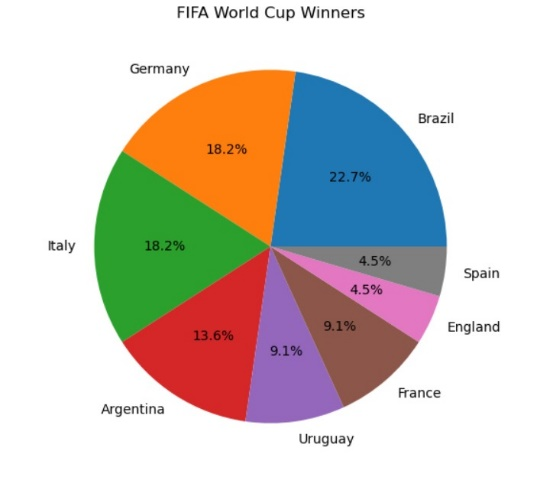 FIFA World Cup Winners
Germany
Brazil
18.2%
22.7%
Italy
18.2%
4.5%
Spain
4.5%
England
13.6%
9.1%
9.1%
France
Argentina
Uruguay